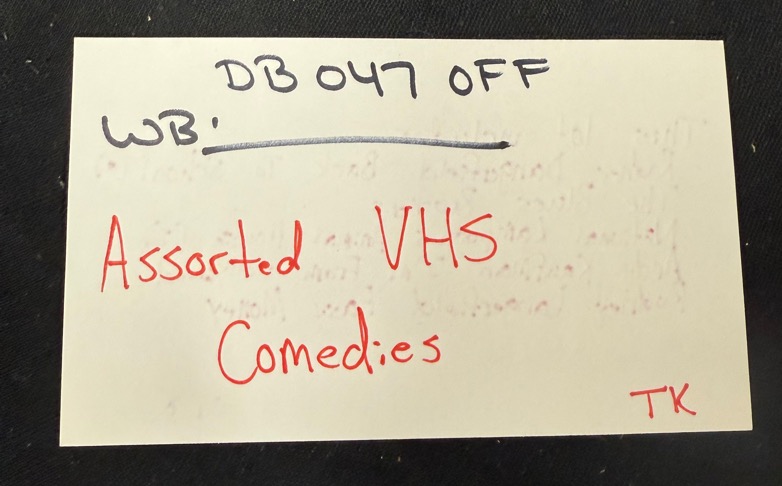 DB 047 OFF
WB:
Assorted VHS
Comedies
TK